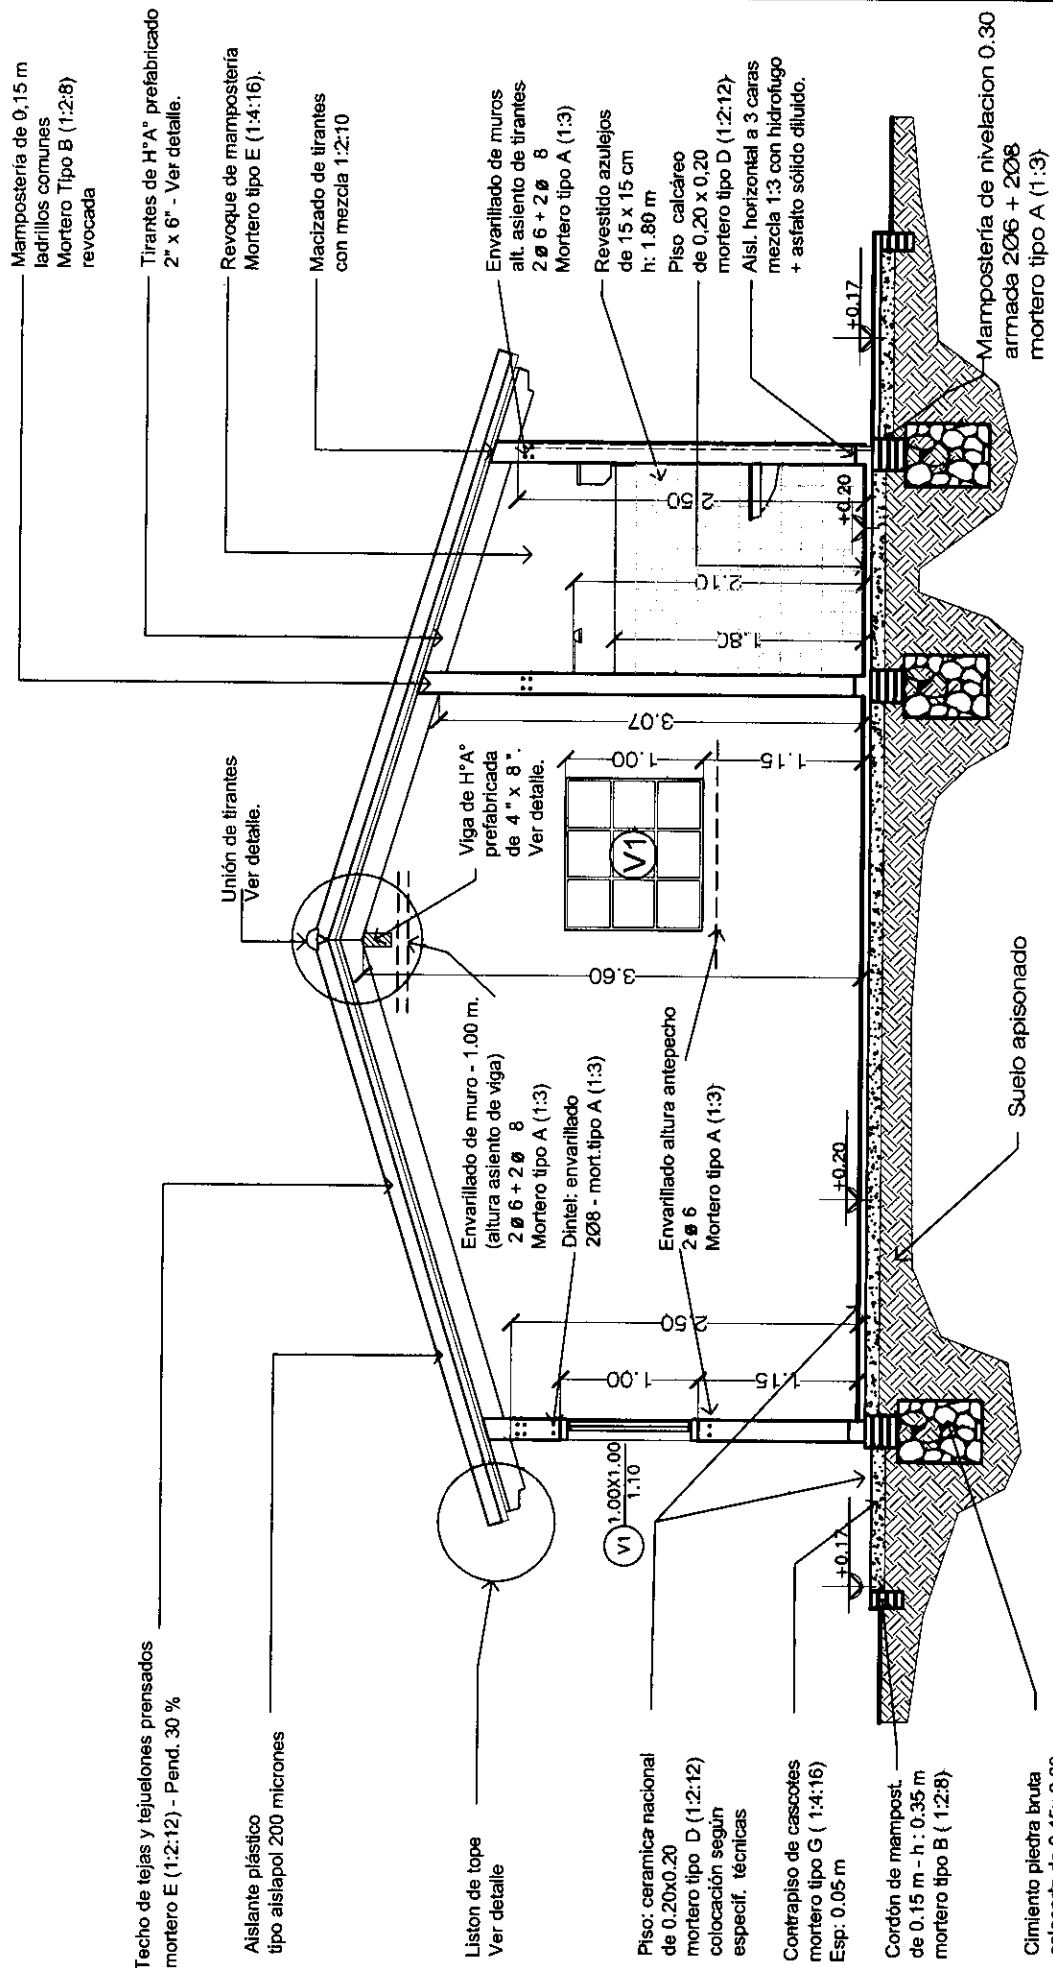 Techo de tejas y tejuelones prensados
mortero E (1:2:12) - Pend. 30 %
Aislante plástico
tipo aislapol 200 micrones
Liston de tope
Ver detalle
Piso: ceramica nacional
de 0.20x0.20
mortero tipo D (1:2:12)
colocación según
especif. técnicas
Contrapiso de cascotes
mortero tipo G ( 1:4:16)
Esp: 0.05 m
Cordón de mampost.
de 0.15 m - h : 0.35 m
mortero tipo B ( 1:2:8)
Cimiento piedra bruta
V1
1.00X1.00
1.10
+0.17
Unión de tirantes
Ver detalle.
Viga de H°A°
prefabricada
de 4 " x 8 ".
Ver detalle.
Envarillado de muro - 1.00 m.
(altura asiento de viga)
2 ø 6 + 2 ø 8
Mortero tipo A (1:3)
Dintel: envarillado
2Ø8 - mort.tipo A (1:3)
Envarillado altura antepecho
2 ø 6
Mortero tipo A (1:3)
2.50
1.00
1.15
+0.20
3.60
V1
1.00
1.15
3.07
1.80
2.10
2.50
+0.20
+0.17
Suelo apisonado
Mampostería de 0,15 m
ladrillos comunes
Mortero Tipo B (1:2:8)
revocada
Tirantes de H°A° prefabricado
2" x 6" - Ver detalle.
Revoque de mampostería
Mortero tipo E (1:4:16).
Macizado de tirantes
con mezcla 1:2:10
Envarillado de muros
alt. asiento de tirantes
2 ø 6 + 2 ø 8
Mortero tipo A (1:3)
Revestido azulejos
de 15 x 15 cm
h: 1.80 m
Piso calcáreo
de 0,20 x 0,20
mortero tipo D (1:2:12)
Aisl. horizontal a 3 caras
mezcla 1:3 con hidrofugo
+ asfalto sólido diluido.
Mampostería de nivelacion 0.30
armada 2Ø6 + 2Ø8
mortero tipo A (1:3)